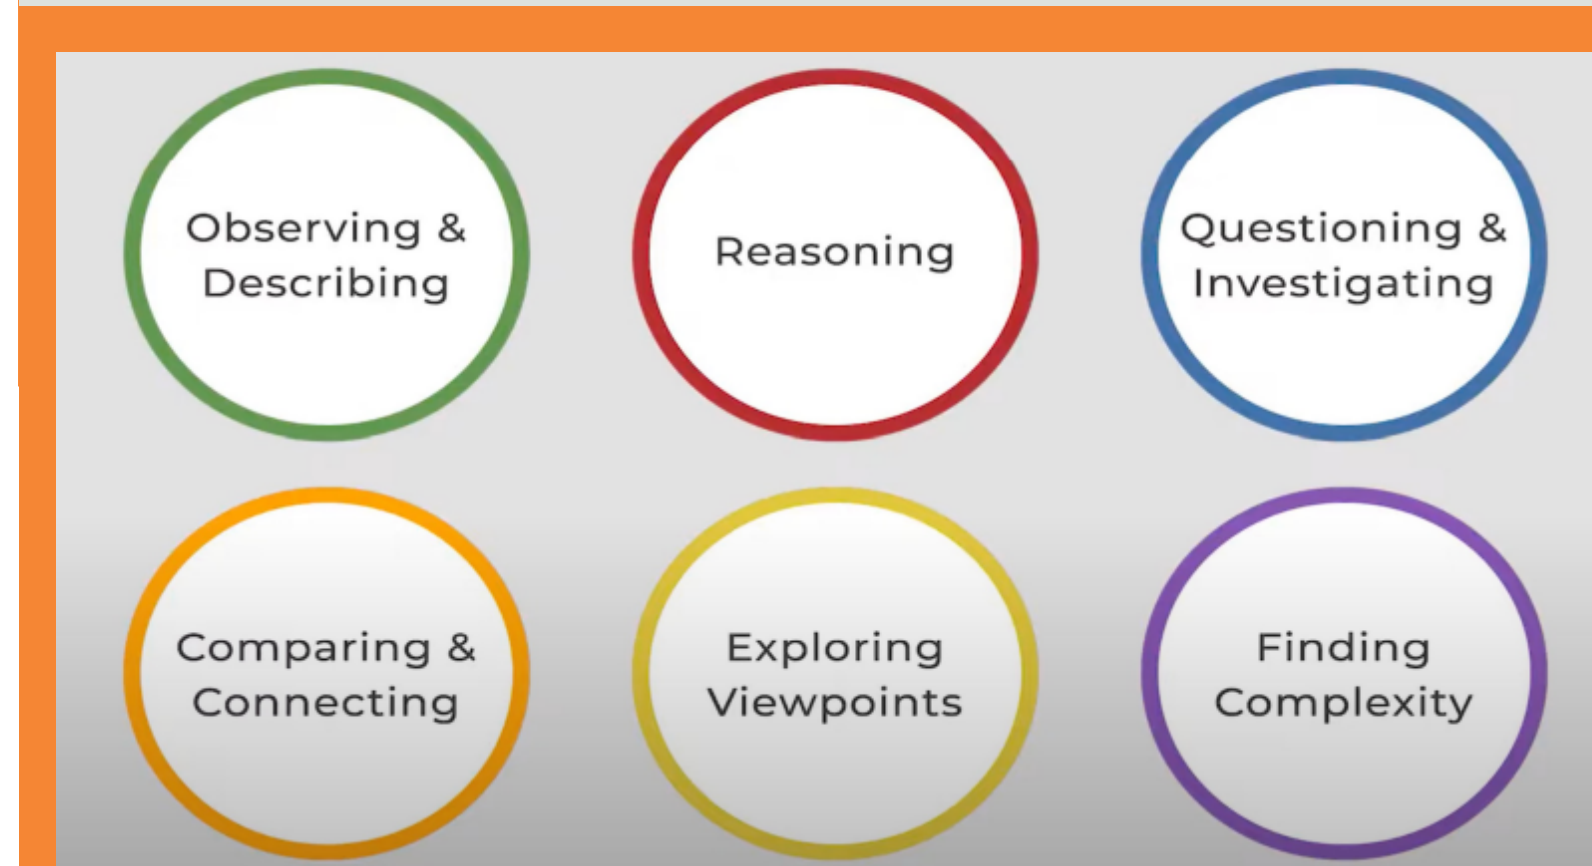 Observing &
Describing
Reasoning
Questioning &
Investigating
Comparing &
Connecting
Exploring
Viewpoints
Finding
Complexity